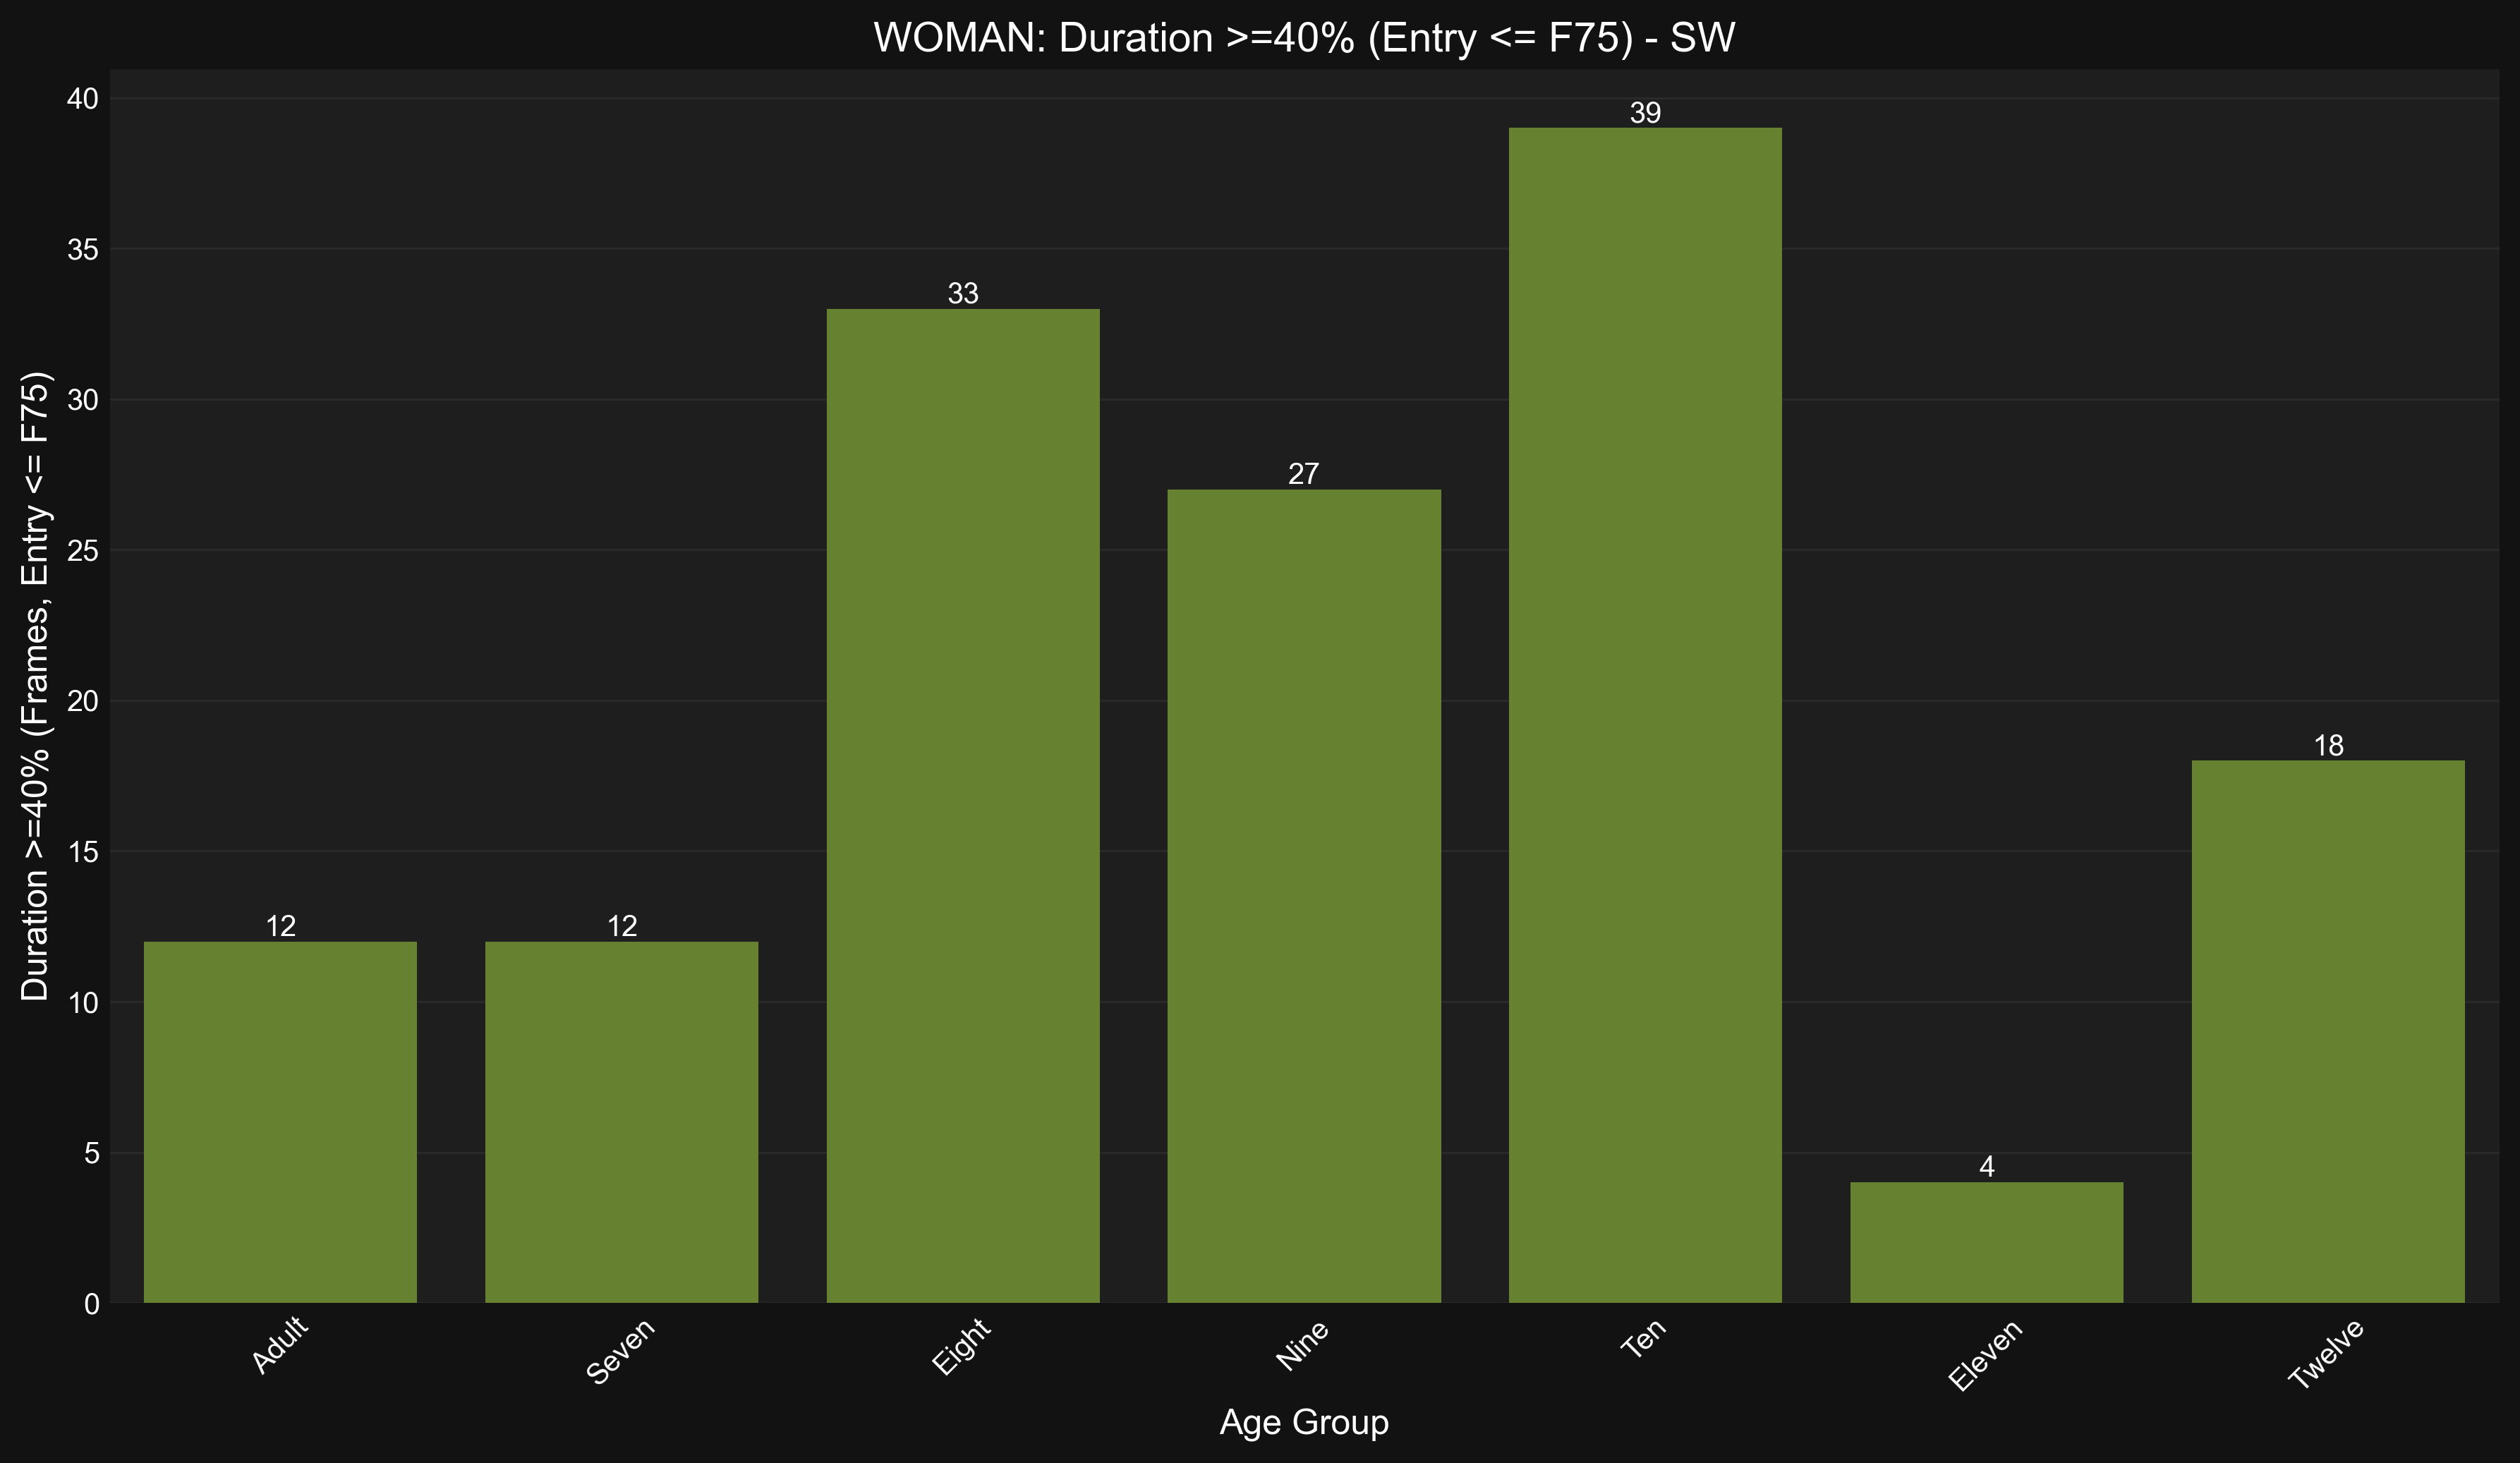 WOMAN: Duration >=40% (Entry <= F75) - SW
Duration >=40% (Frames, Entry <= F75)
40
35
30
25
20
15
10
5
0
12
12
33
27
39
4
18
Adult
Seven
Eight
Nine
Ten
Eleven
Twelve
Age Group